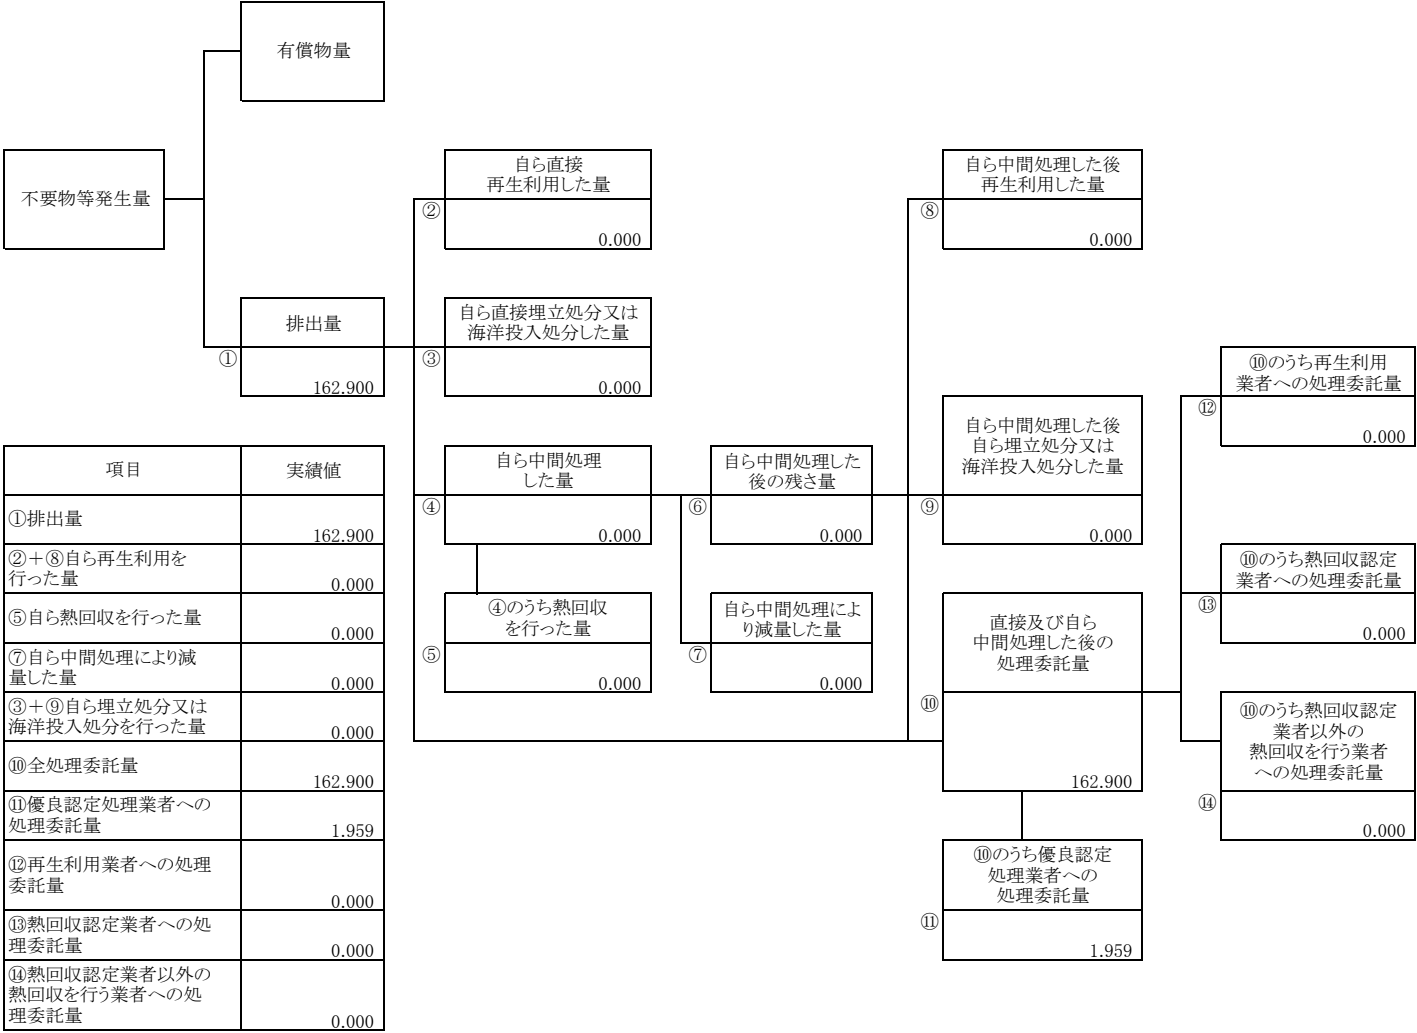 有償物量
不要物等発生量
排出量
①
162.900
自ら直接
再生利用した量
②
0.000
自ら直接埋立処分又は
海洋投入処分した量
③
0.000
自ら中間処理
した量
④
0.000
④のうち熱回収
を行った量
⑤
0.000
自ら中間処理した
後の残さ量
⑥
0.000
自ら中間処理によ
り減量した量
⑦
0.000
自ら中間処理した後
再生利用した量
⑧
0.000
自ら中間処理した後
自ら埋立処分又は
海洋投入処分した量
⑨
0.000
直接及び自ら
中間処理した後の
処理委託量
⑩
162.900
⑩のうち優良認定
処理業者への
処理委託量
⑪
1.959
⑩のうち再生利用
業者への処理委託量
⑫
0.000
⑩のうち熱回収認定
業者への処理委託量
⑬
0.000
⑩のうち熱回収認定
業者以外の
熱回収を行う業者
への処理委託量
⑭
0.000
項目
実績値
①排出量
162.900
②＋⑧自ら再生利用を
行った量
0.000
⑤自ら熱回収を行った量
0.000
⑦自ら中間処理により減
量した量
0.000
③＋⑨自ら埋立処分又は
海洋投入処分を行った量
0.000
⑩全処理委託量
162.900
⑪優良認定処理業者への
処理委託量
1.959
⑫再生利用業者への処理
委託量
0.000
⑬熱回収認定業者への処
理委託量
0.000
⑭熱回収認定業者以外の
熱回収を行う業者への処
理委託量
0.000